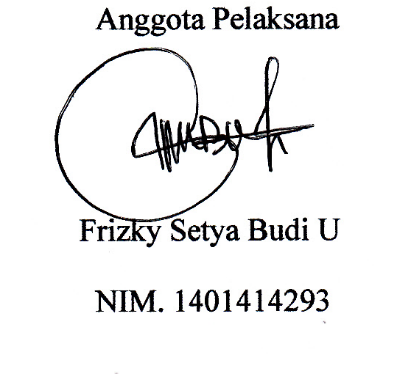 Anggota Pelaksana
Frizky Setya Budi U
NIM. 1401414293